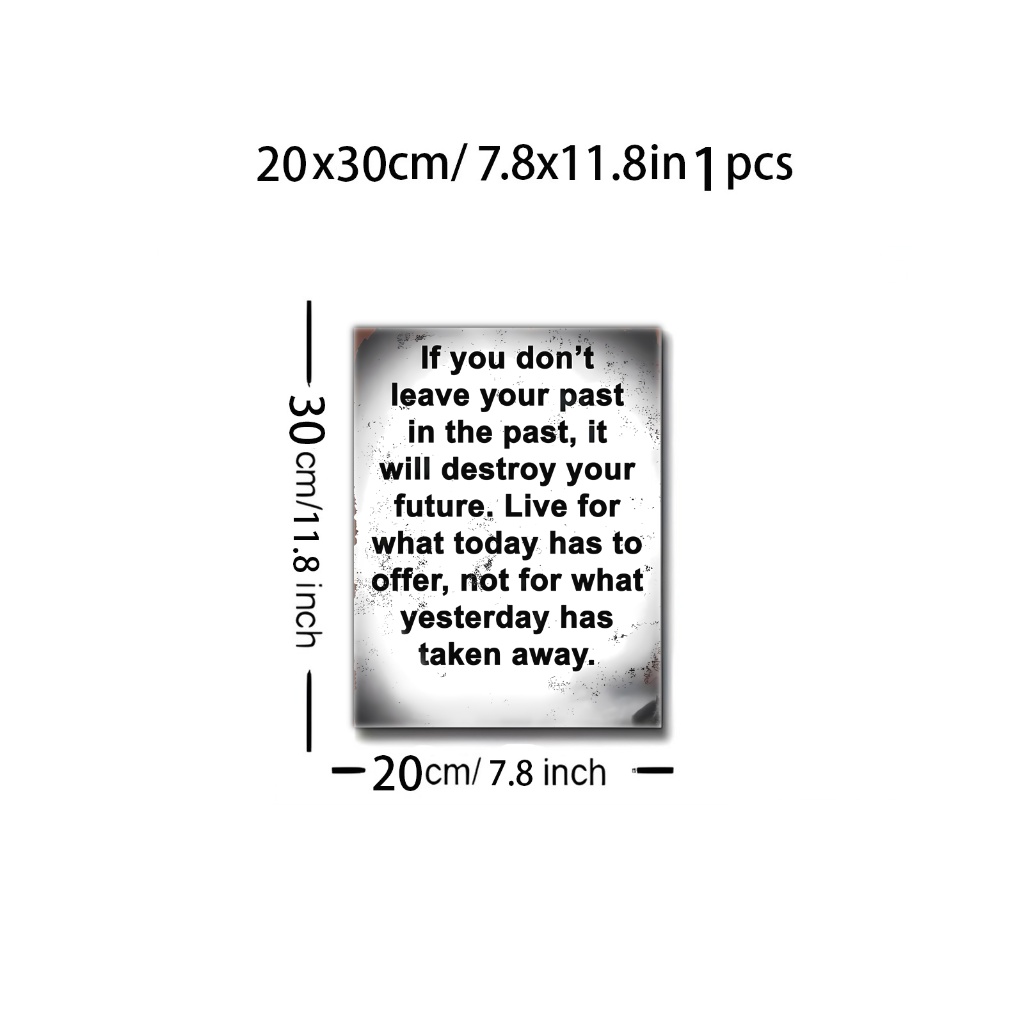 20x30cm/ 7.8x11.8in 1 pcs
30 cm/11.8 inch
If you don’t
leave your past
in the past, it
will destroy your
future. Live for
what today has to
offer, not for what
yesterday has
taken away.
20cm/ 7.8 inch